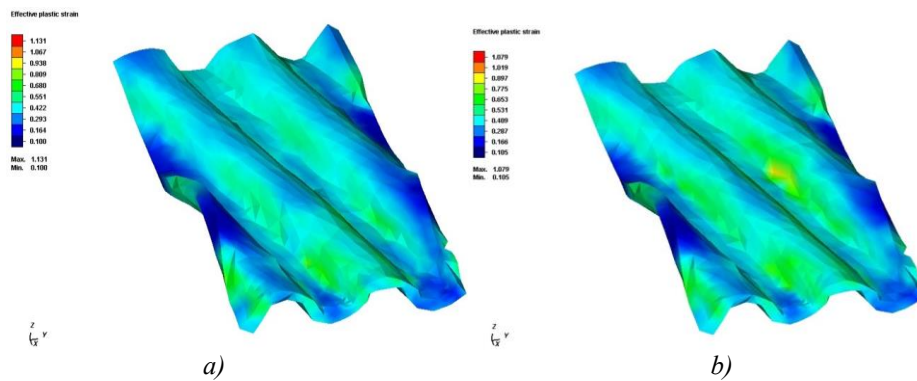 Effective plastic strain
1.131
1.067
0.938
0.809
0.680
0.551
0.422
0.293
0.164
0.100
Max. 1.131
Min. 0.100
Z
X Y
a)
Effective plastic strain
1.079
1.019
0.897
0.775
0.653
0.531
0.409
0.287
0.166
0.105
Max. 1.079
Min. 0.105
Z
X Y
b)